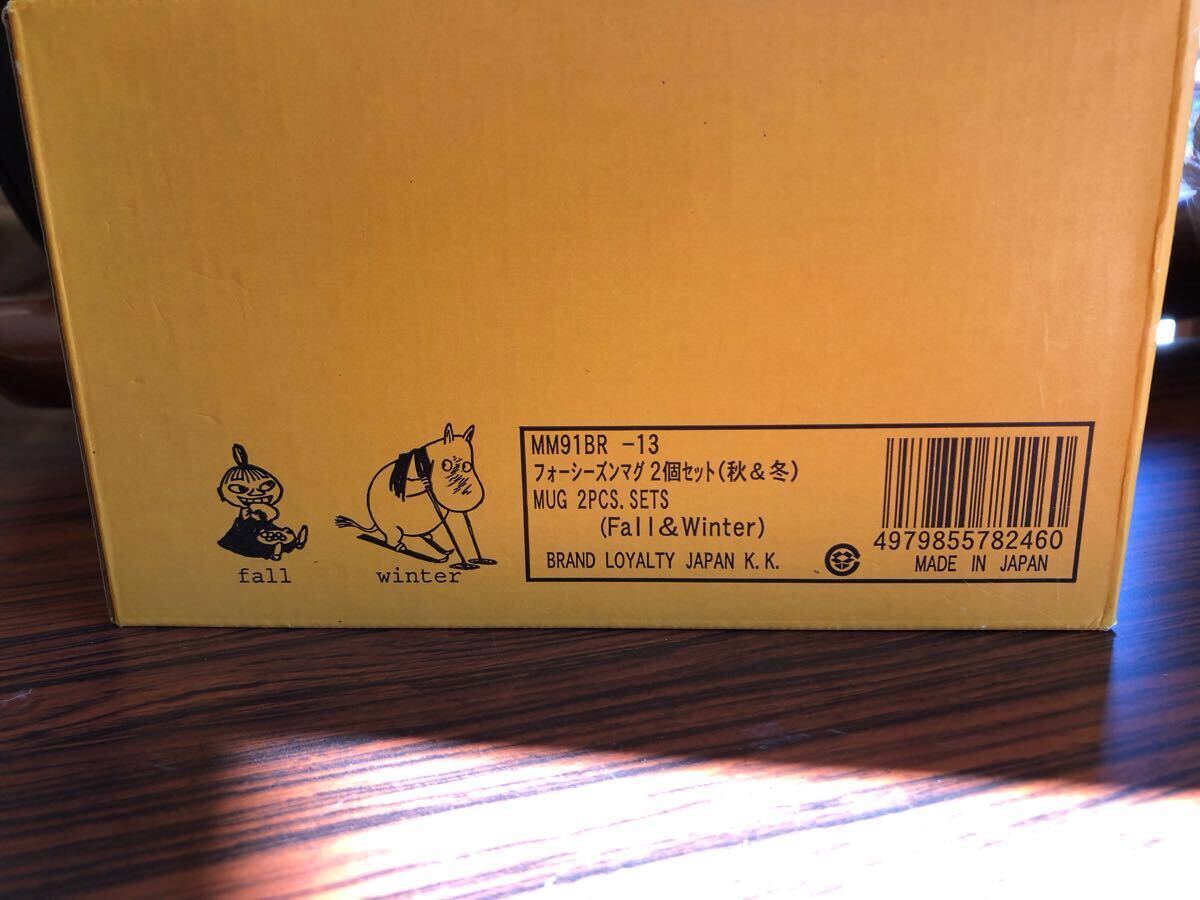 fall
winter
MM91BR -13
フォーシーズンマグ 2個セット(秋&冬)
MUG 2PCS. SETS
(Fall&Winter)
BRAND LOYALTY JAPAN K.K.
4979855782460
MADE IN JAPAN